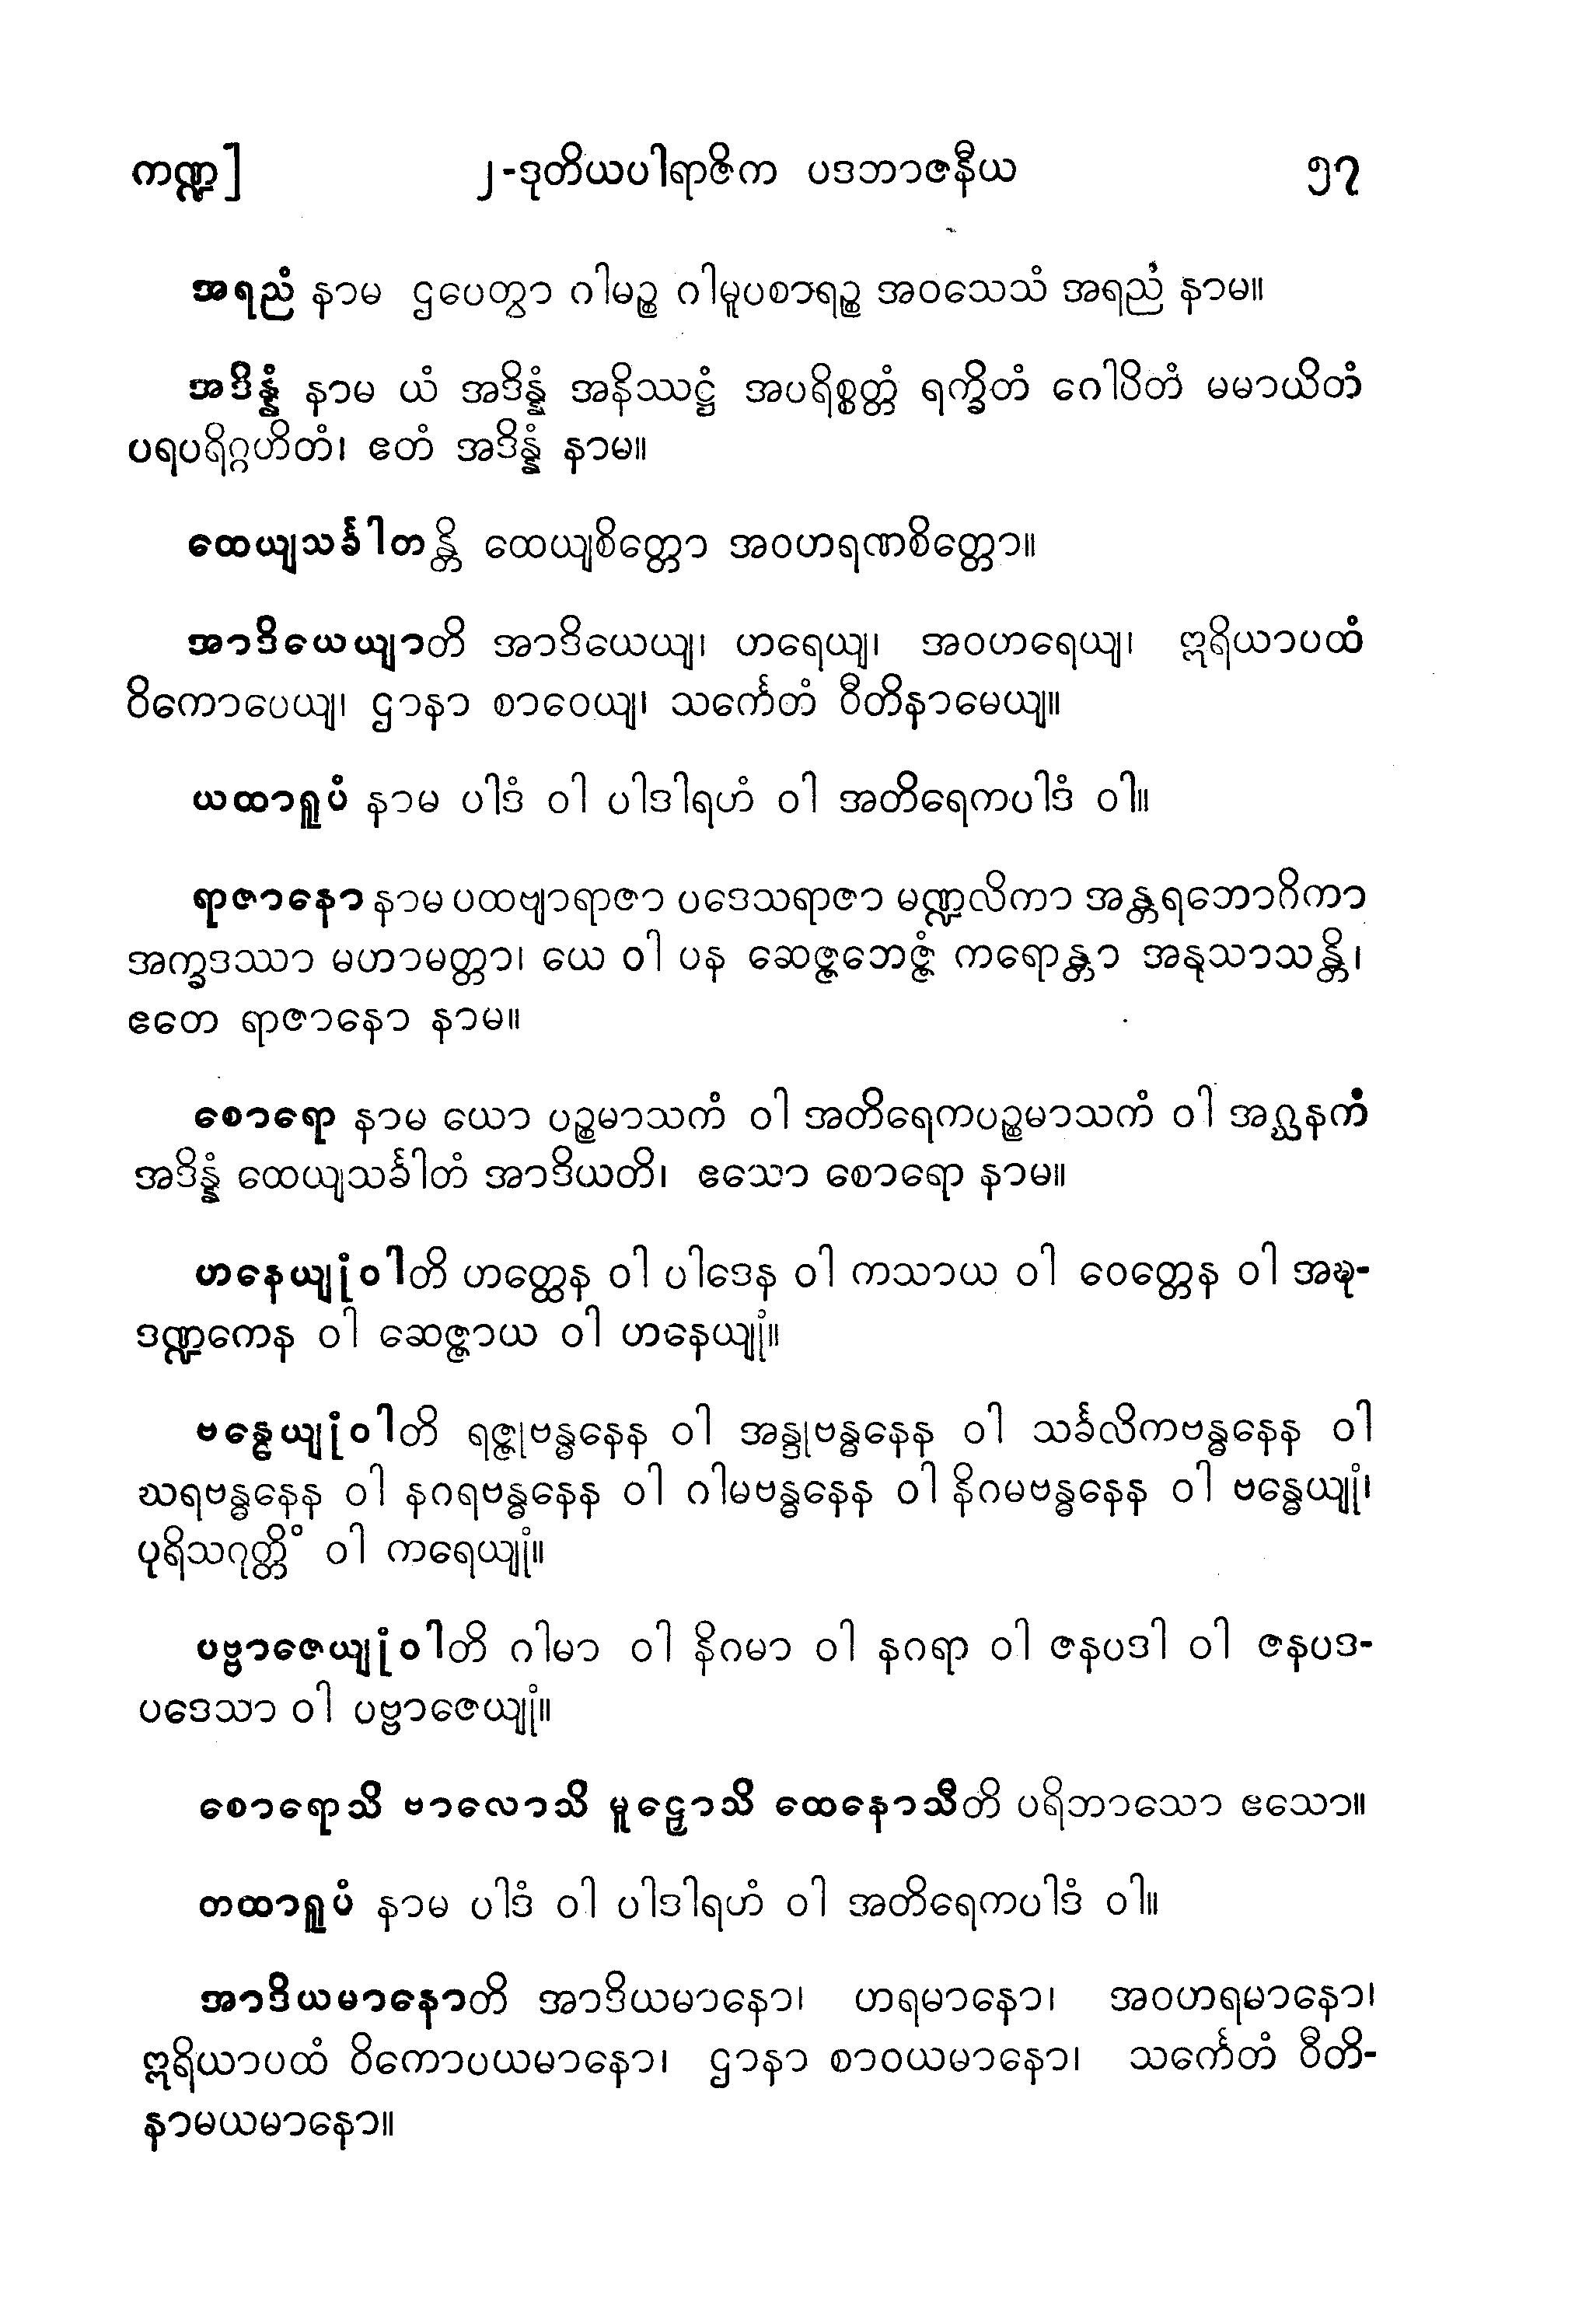 ကဏ္ဍ] ၂-ဒုတိယပါရာဇိက ပဒဘာဇနီယ ၅၇
အရညံ နာမ ဌပေတွာ ဂါမဉ္စ ဂါမူပစာရဉ္စ အဝသေသံ အရညံ နာမ။
အဒိန္နံ နာမ ယံ အဒိန္နံ အနိဿဋ္ဌံ အပရိစ္စတ္တံ ရက္ခိတံ ဂေါပိတံ မမာယိတံ
ပရပရိဂ္ဂဟိတံ၊ ဧတံ အဒိန္နံ နာမ။
ထေယျသင်္ခါတန္တိ ထေယျစိတ္တော အဝဟရဏစိတ္တော။
အာဒိယေယျာတိ အာဒိယေယျ၊ ဟရေယျ၊ အဝဟရေယျ၊ ဣရိယာပထံ
ဝိကောပေယျ၊ ဌာနာ စာဝေယျ၊ သင်္ကေတံ ဝီတိနာမေယျ။
ယထာရူပံ နာမ ပါဒံ ဝါ ပါဒါရဟံ ဝါ အတိရေကပါဒံ ဝါ။
ရာဇာနော နာမ ပထဗျာရာဇာ ပဒေသရာဇာ မဏ္ဍလိကာ အန္တရဘောဂိကာ
အက္ခဒဿာ မဟာမတ္တာ၊ ယေ ဝါ ပန ဆေဇ္ဇဘေဇ္ဇံ ကရောန္တာ အနုသာသန္တိ၊
ဧတေ ရာဇာနော နာမ။
စောရော နာမ ယော ပဉ္စမာသကံ ဝါ အတိရေကပဉ္စမာသကံ ဝါ အဂ္ဃနကံ
အဒိန္နံ ထေယျသင်္ခါတံ အာဒိယတိ၊ ဧသော စောရော နာမ။
ဟနေယျုံဝါတိ ဟတ္ထေန ဝါ ပါဒေန ဝါ ကသာယ ဝါ ဝေတ္တေန ဝါ အဍ္ဎ-
ဒဏ္ဍကေန ဝါ ဆေဇ္ဇာယ ဝါ ဟနေယျုံ။
ဗန္ဓေယျုံဝါတိ ရဇ္ဇုဗန္ဓနေန ဝါ အန္ဒုဗန္ဓနေန ဝါ သင်္ခလိကဗန္ဓနေန ဝါ
ဃရဗန္ဓနေန ဝါ နဂရဗန္ဓနေန ဝါ ဂါမဗန္ဓနေန ဝါ နိဂမဗန္ဓနေန ဝါ ဗန္ဓေယျုံ၊
ပုရိသဂုတ္တိံ ဝါ ကရေယျုံ။
ပဗ္ဗာဇေယျုံဝါတိ ဂါမာ ဝါ နိဂမာ ဝါ နဂရာ ဝါ ဇနပဒါ ဝါ ဇနပဒ-
ပဒေသာ ဝါ ပဗ္ဗာဇေယျုံ။
စောရောသိ ဗာလောသိ မူဠှောသိ ထေနောသီတိ ပရိဘာသော ဧသော။
တထာရူပံ နာမ ပါဒံ ဝါ ပါဒါရဟံ ဝါ အတိရေကပါဒံ ဝါ။
အာဒိယမာနောတိ အာဒိယမာနော၊ ဟရမာနော၊ အဝဟရမာနော၊
ဣရိယာပထံ ဝိကောပယမာနော၊ ဌာနာ စာဝယမာနော၊ သင်္ကေတံ ဝီတိ-
နာမယမာနော။